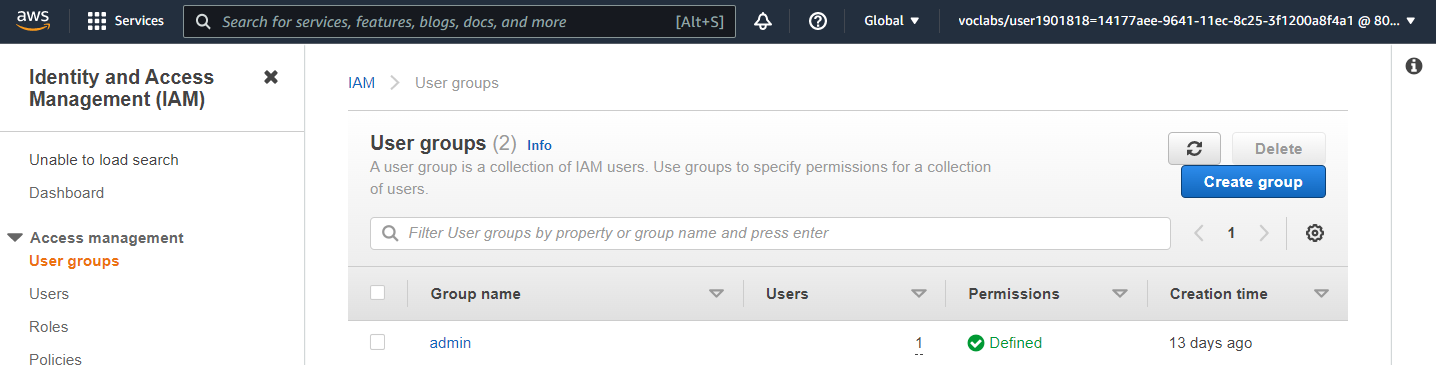 aws Services Search for services, features, blogs, docs, and more [Alt+S] Global voclabs/user1901818=14177aee-9641-11ec-8c25-3f1200a8f4a1 @ 80...
Identity and Access
Management (IAM)
Unable to load search
Dashboard
Access management
User groups
Users
Roles
Policies
IAM User groups
User groups (2) Info
A user group is a collection of IAM users. Use groups to specify permissions for a collection
of users.
Delete
Create group
Filter User groups by property or group name and press enter
1
Group name Users Permissions Creation time
admin 1 Defined 13 days ago